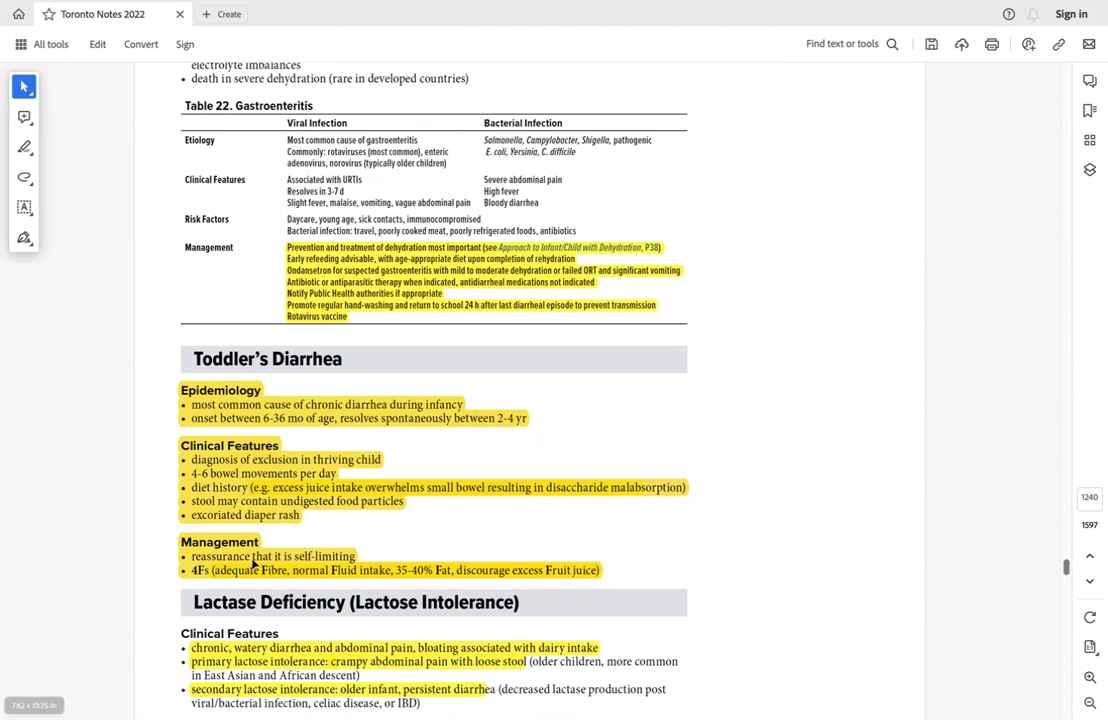 Toronto Notes 2022
Create
Sign in
All tools
Edit
Convert
Sign
Find text or tools
electrolyte imbalances
• death in severe dehydration (rare in developed countries)
Table 22. Gastroenteritis
Viral Infection
Bacterial Infection
Etiology
Most common cause of gastroenteritis
Commonly: rotaviruses (most common), enteric
adenovirus, norovirus (typically older children)
Salmonella, Campylobacter, Shigella, pathogenic
E. coli, Yersinia, C. difficile
Clinical Features
Associated with URTIs
Resolves in 3-7 d
Slight fever, malaise, vomiting, vague abdominal pain
Severe abdominal pain
High fever
Bloody diarrhea
Risk Factors
Daycare, young age, sick contacts, immunocompromised
Bacterial infection: travel, poorly cooked meat, poorly refrigerated foods, antibiotics
Management
Prevention and treatment of dehydration most important (see Approach to Infant/Child with Dehydration, P38)
Early refeeding advisable, with age-appropriate diet upon completion of rehydration
Ondansetron for suspected gastroenteritis with mild to moderate dehydration or failed ORT and significant vomiting
Antibiotic or antiparasitic therapy when indicated, antidiarrheal medications not indicated
Notify Public Health authorities if appropriate
Promote regular hand-washing and return to school 24 h after last diarrheal episode to prevent transmission
Rotavirus vaccine
Toddler's Diarrhea
Epidemiology
• most common cause of chronic diarrhea during infancy
• onset between 6-36 mo of age, resolves spontaneously between 2-4 yr
Clinical Features
• diagnosis of exclusion in thriving child
• 4-6 bowel movements per day
• diet history (e.g. excess juice intake overwhelms small bowel resulting in disaccharide malabsorption)
• stool may contain undigested food particles
• excoriated diaper rash
Management
• reassurance that it is self-limiting
• 4Fs (adequate Fibre, normal Fluid intake, 35-40% Fat, discourage excess Fruit juice)
Lactase Deficiency (Lactose Intolerance)
Clinical Features
• chronic, watery diarrhea and abdominal pain, bloating associated with dairy intake
• primary lactose intolerance: crampy abdominal pain with loose stool (older children, more common
in East Asian and African descent)
• secondary lactose intolerance: older infant, persistent diarrhea (decreased lactase production post
viral/bacterial infection, celiac disease, or IBD)
1240
1597
7.62 x 10.75 in